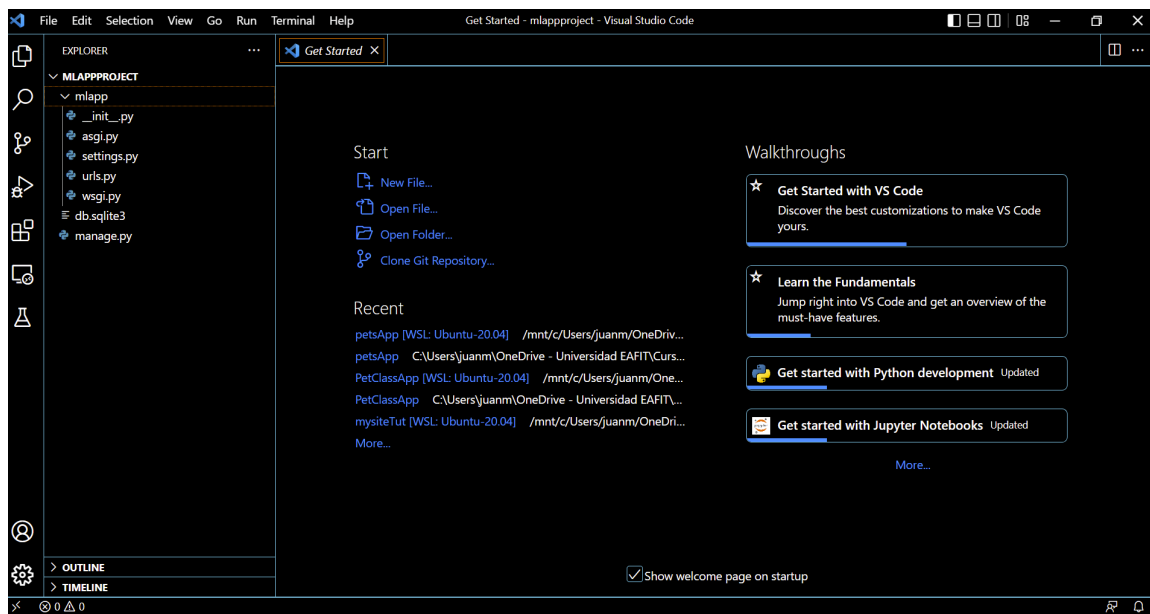 File Edit Selection View Go Run Terminal Help
Get Started - mlappproject - Visual Studio Code
EXPLORER
MLAPPPROJECT
mlapp
__init__.py
asgi.py
settings.py
urls.py
wsgi.py
db.sqlite3
manage.py
OUTLINE
TIMELINE
Get Started
Start
New File...
Open File...
Open Folder...
Clone Git Repository...
Recent
petsApp [WSL: Ubuntu-20.04] /mnt/c/Users/juanm/OneDriv...
petsApp C:\Users\juanm\OneDrive - Universidad EAFIT\Curs...
PetClassApp [WSL: Ubuntu-20.04] /mnt/c/Users/juanm/One...
PetClassApp C:\Users\juanm\OneDrive - Universidad EAFIT\...
mysiteTut [WSL: Ubuntu-20.04] /mnt/c/Users/juanm/OneDri...
More...
Walkthroughs
Get Started with VS Code
Discover the best customizations to make VS Code
yours.
Learn the Fundamentals
Jump right into VS Code and get an overview of the
must-have features.
Get started with Python development Updated
Get started with Jupyter Notebooks Updated
More...
Show welcome page on startup
0 0